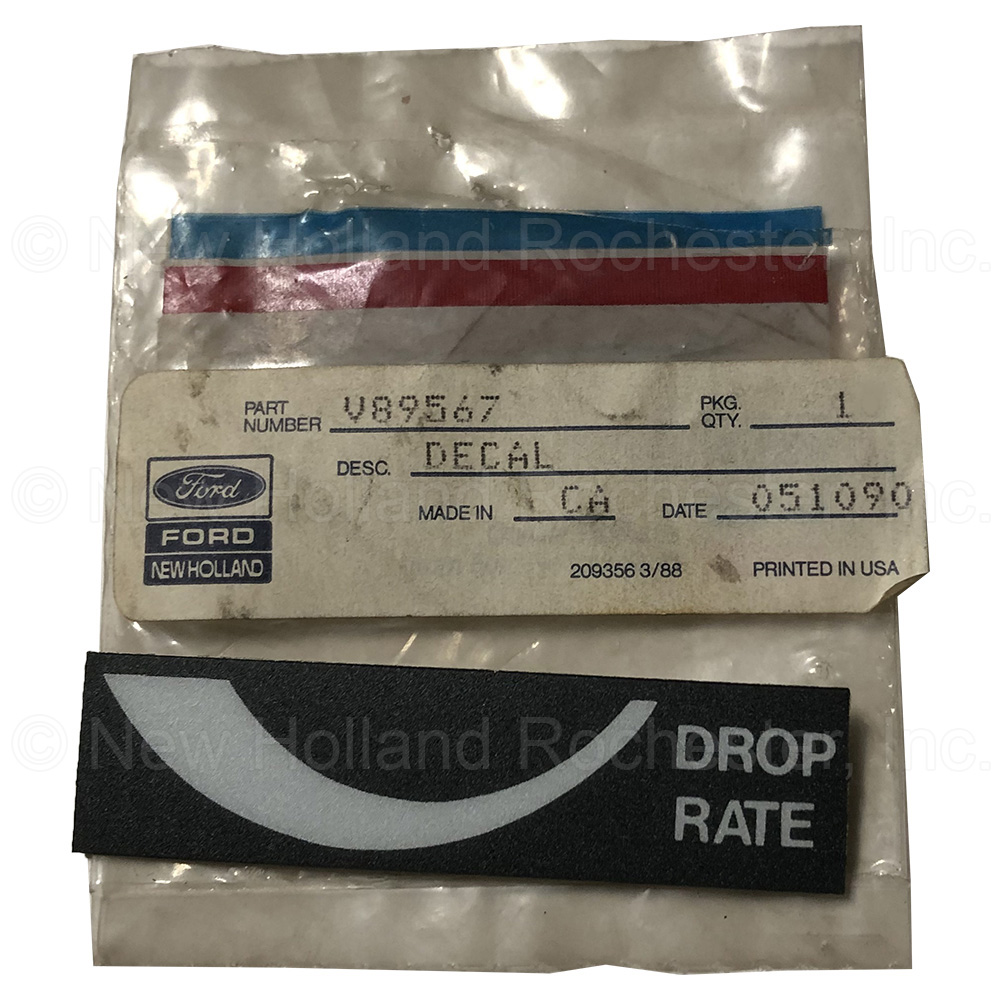 © New Holland Rochester, Inc.
PART NUMBER V89567 PKG. QTY. 1
DESC. DECAL
MADE IN CA DATE 051090
Ford
FORD
NEW HOLLAND
209356 3/88 PRINTED IN USA
© New Holland Rochester, Inc.
© New Holland Rochester, Inc.
DROP
RATE